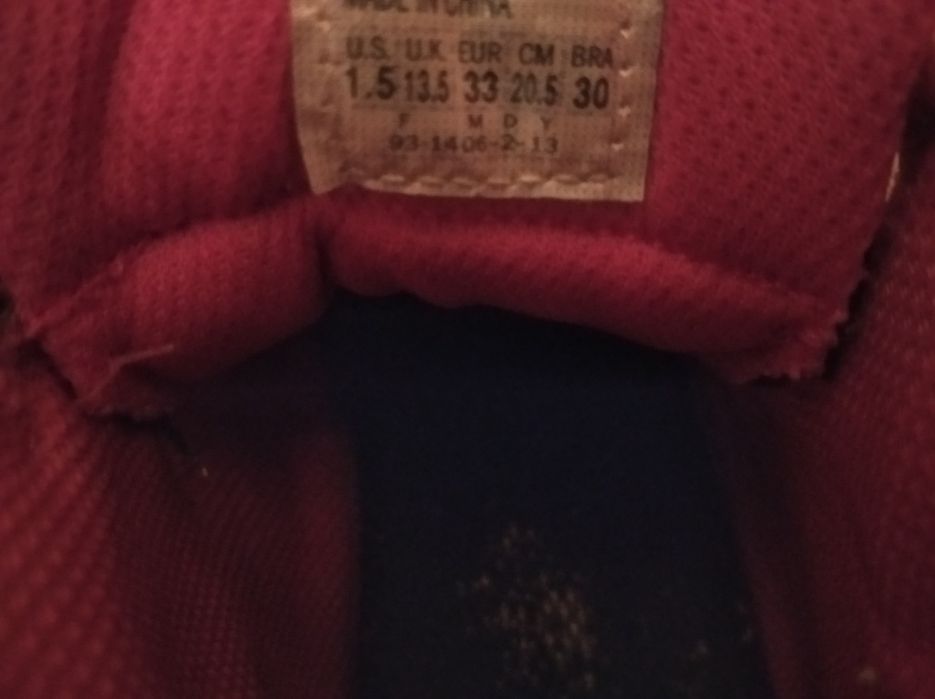 MADE IN CHINA
U.S. U.K. EUR CM BRA
1.5 13.5 33 20.5 30
F M D Y
93-1406-2-13